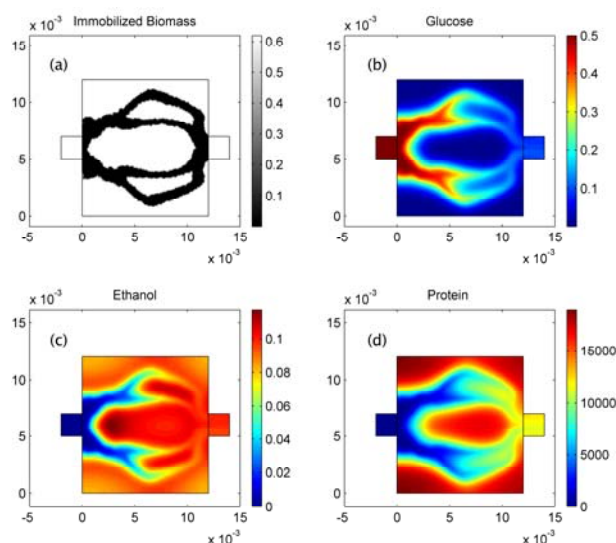 Immobilized Biomass
x 10⁻³
(a)
15
10
5
0
-5 0 5 10 15
x 10⁻³
0.6
0.5
0.4
0.3
0.2
0.1
Glucose
x 10⁻³
(b)
15
10
5
0
-5 0 5 10 15
x 10⁻³
0.5
0.4
0.3
0.2
0.1
Ethanol
x 10⁻³
(c)
15
10
5
0
-5 0 5 10 15
x 10⁻³
0.1
0.08
0.06
0.04
0.02
0
Protein
x 10⁻³
(d)
15
10
5
0
-5 0 5 10 15
x 10⁻³
15000
10000
5000
0